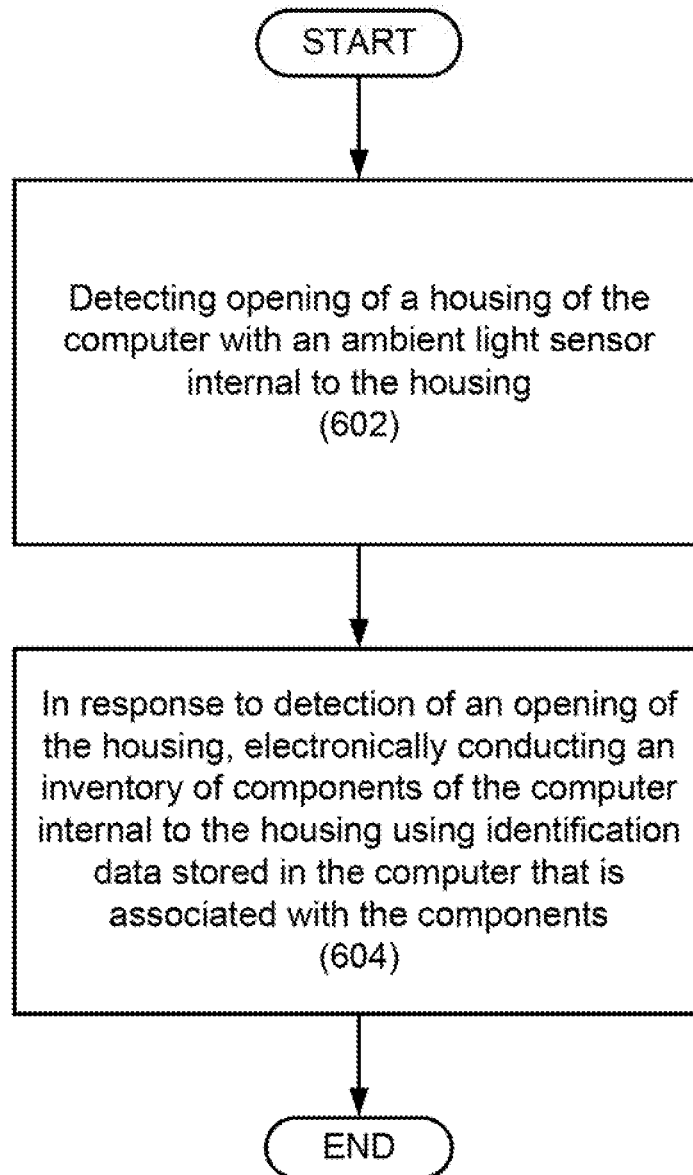 START
Detecting opening of a housing of the
computer with an ambient light sensor
internal to the housing
(602)
In response to detection of an opening of
the housing, electronically conducting an
inventory of components of the computer
internal to the housing using identification
data stored in the computer that is
associated with the components
(604)
END